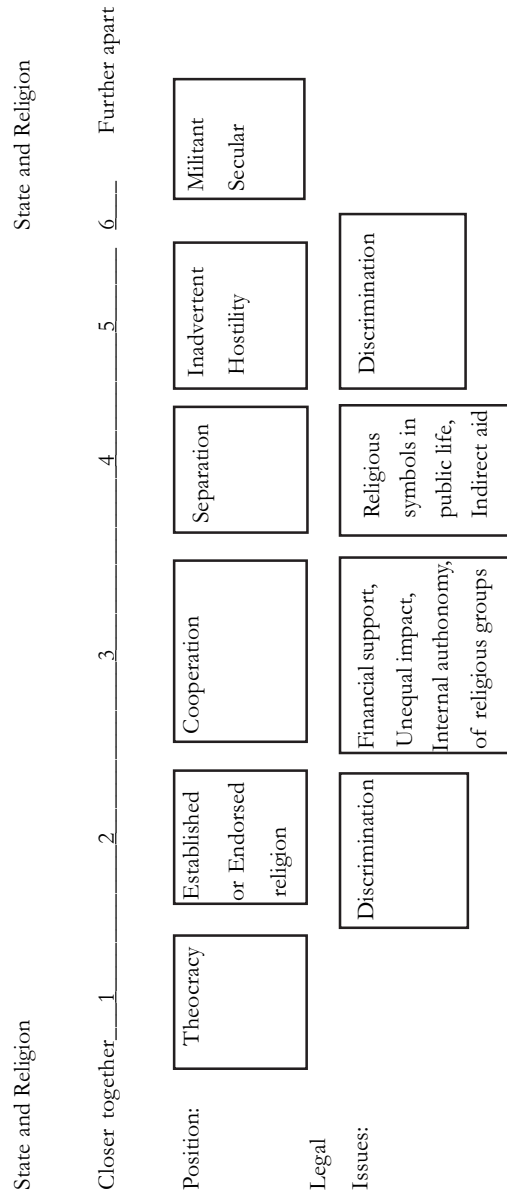 State and Religion State and Religion
Closer together 1 2 3 4 5 6 Further apart
Position:
Theocracy
Established
or Endorsed
religion
Cooperation
Separation
Inadvertent
Hostility
Militant
Secular
Legal
Issues:
Discrimination
Financial support,
Unequal impact,
Internal authonomy,
of religious groups
Religious
symbols in
public life,
Indirect aid
Discrimination